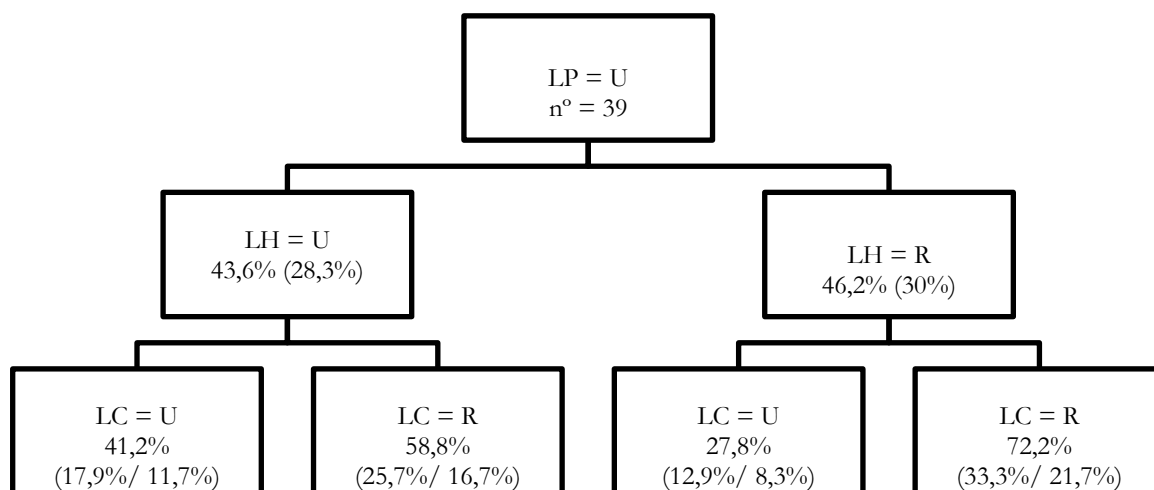 LP = U
nº = 39
LH = U
43,6% (28,3%)
LH = R
46,2% (30%)
LC = U
41,2%
(17,9%/ 11,7%)
LC = R
58,8%
(25,7%/ 16,7%)
LC = U
27,8%
(12,9%/ 8,3%)
LC = R
72,2%
(33,3%/ 21,7%)